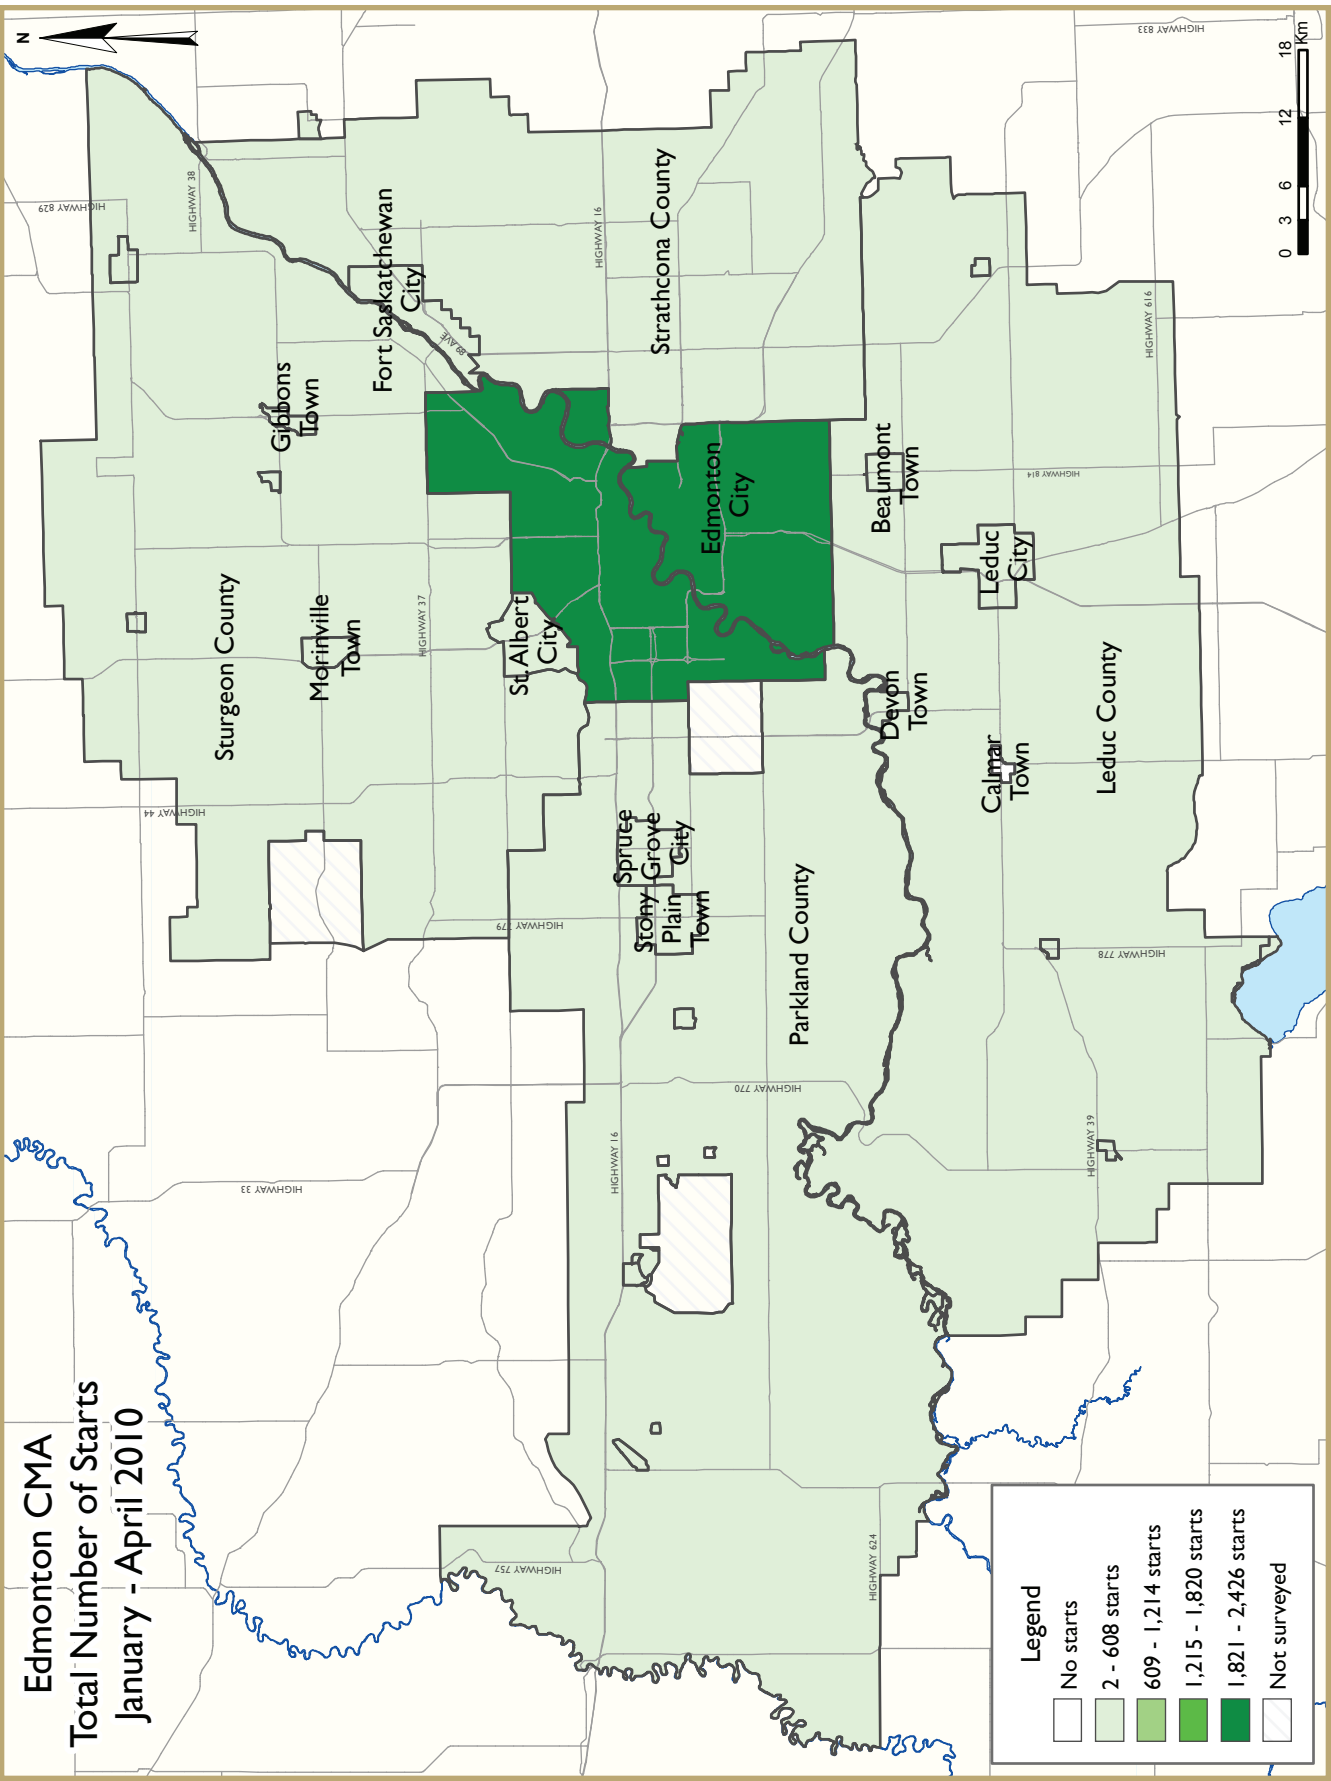 Edmonton CMA
Total Number of Starts
January - April 2010
N
HIGHWAY 757
HIGHWAY 624
HIGHWAY 33
HIGHWAY 16
HIGHWAY 770
HIGHWAY 39
HIGHWAY 779
HIGHWAY 778
HIGHWAY 44
HIGHWAY 37
HIGHWAY 814
HIGHWAY 616
HIGHWAY 38
HIGHWAY 829
HIGHWAY 16
HIGHWAY 833
89 AVE
Sturgeon County
Morinville
Town
Gibbons
Town
Fort Saskatchewan
City
Strathcona County
St. Albert
City
Edmonton
City
Spruce
Grove
City
Stony
Plain
Town
Parkland County
Beaumont
Town
Leduc
City
Devon
Town
Calmar
Town
Leduc County
Legend
No starts
2 - 608 starts
609 - 1,214 starts
1,215 - 1,820 starts
1,821 - 2,426 starts
Not surveyed
0 3 6 12 18
Km